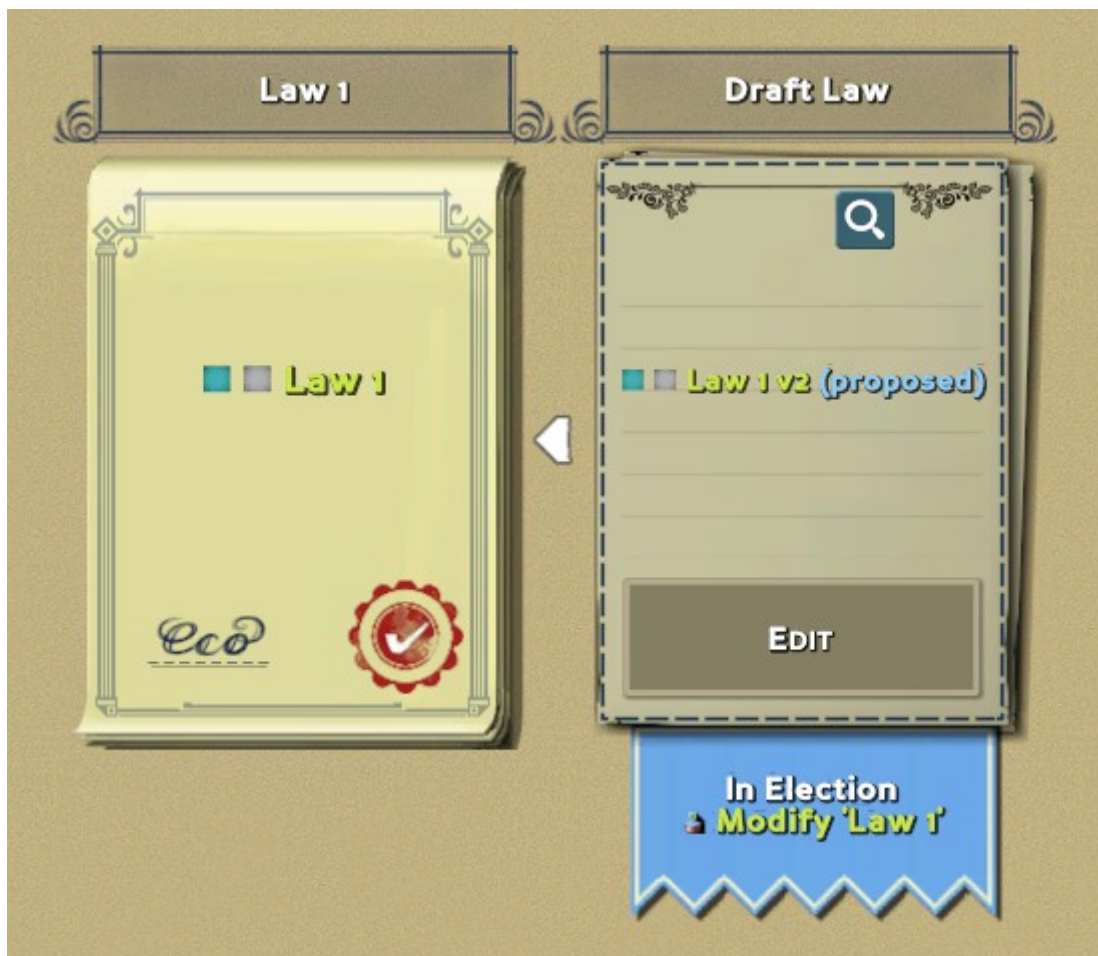 Law 1
Draft Law
Law 1
Law 1 v2 (proposed)
eco
EDIT
In Election
Modify 'Law 1'